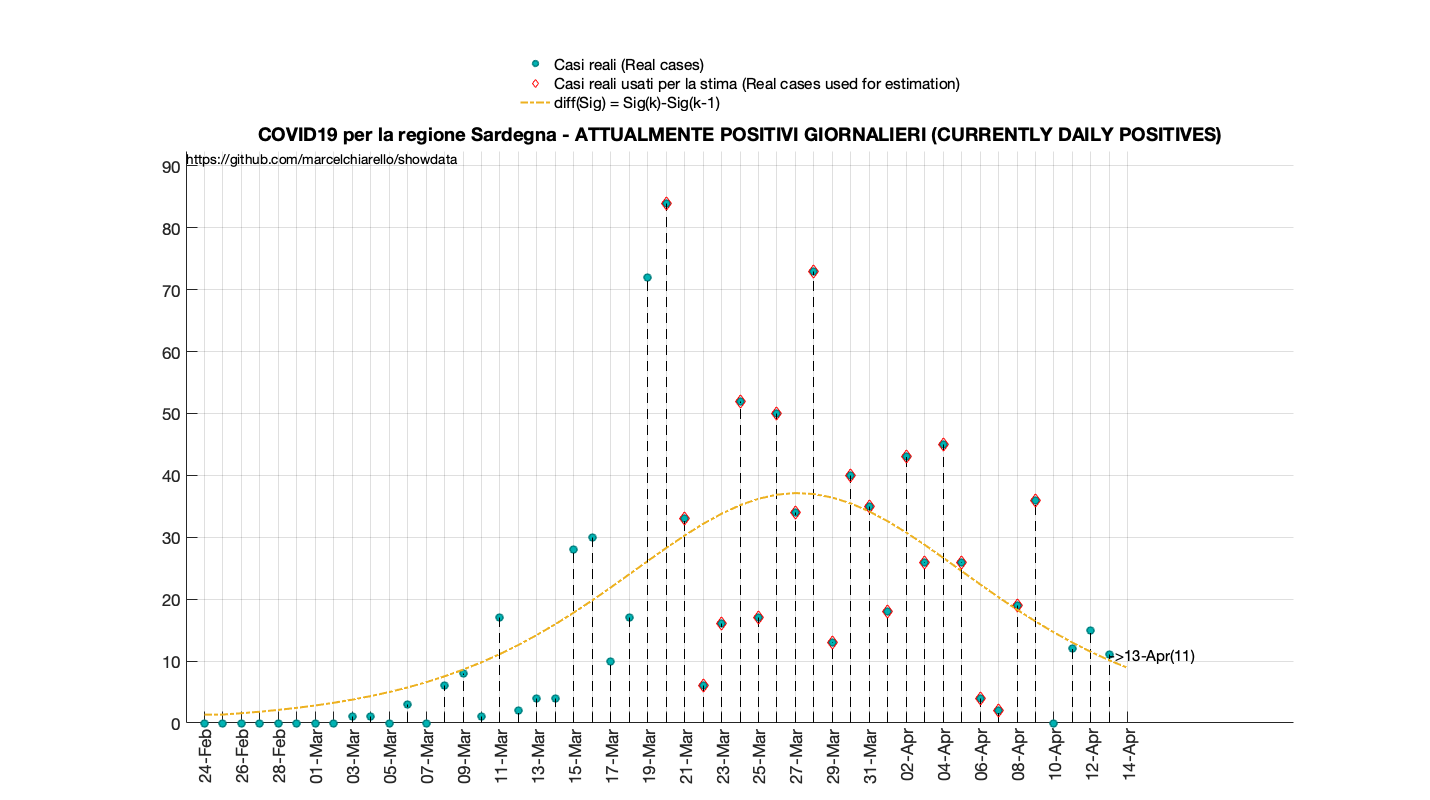 Casi reali (Real cases)
Casi reali usati per la stima (Real cases used for estimation)
diff(Sig) = Sig(k)-Sig(k-1)
COVID19 per la regione Sardegna - ATTUALMENTE POSITIVI GIORNALIERI (CURRENTLY DAILY POSITIVES)
https://github.com/marcelchiarello/showdata
90
80
70
60
50
40
30
20
10
0
->13-Apr(11)
24-Feb
26-Feb
28-Feb
01-Mar
03-Mar
05-Mar
07-Mar
09-Mar
11-Mar
13-Mar
15-Mar
17-Mar
19-Mar
21-Mar
23-Mar
25-Mar
27-Mar
29-Mar
31-Mar
02-Apr
04-Apr
06-Apr
08-Apr
10-Apr
12-Apr
14-Apr